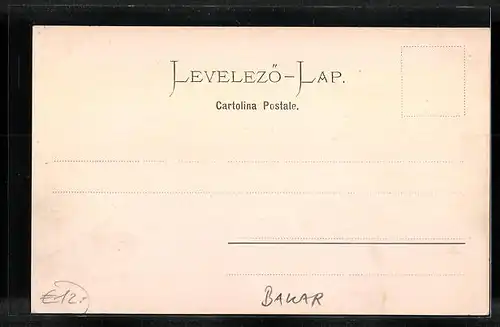 LEVELEZŐ-LAP.
Cartolina Postale.
€12.-
BAKAR